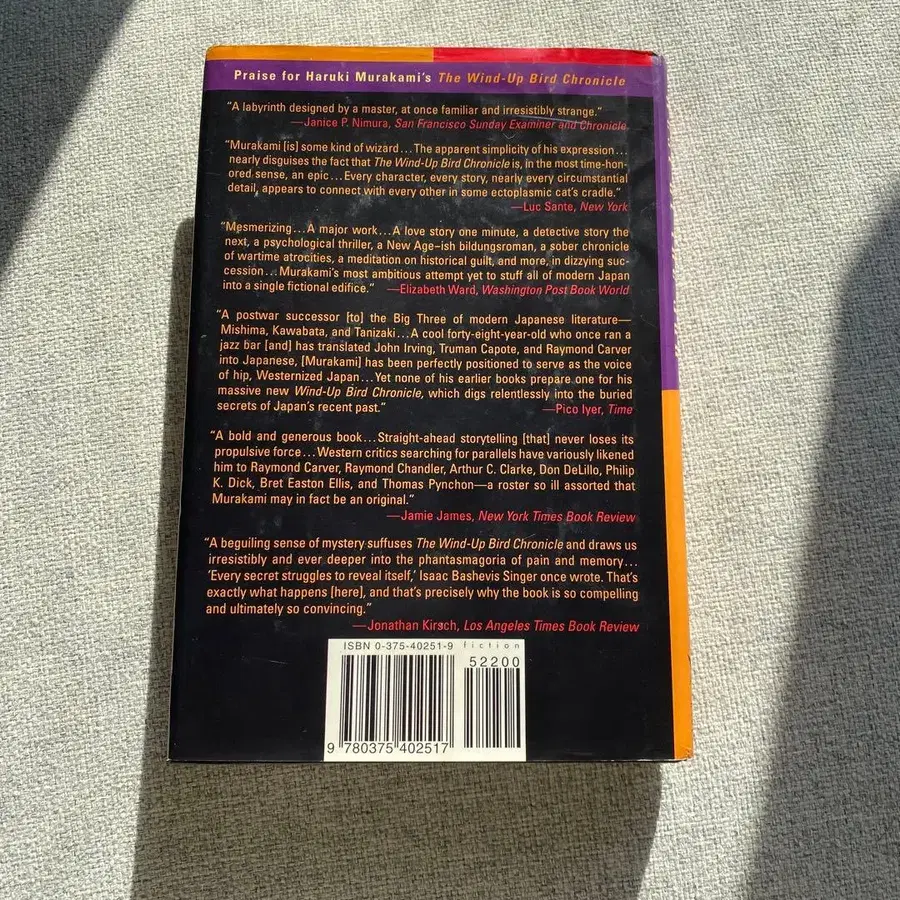 Praise for Haruki Murakami's The Wind-Up Bird Chronicle
“A labyrinth designed by a master, at once familiar and irresistibly strange.”
—Janice P. Nimura, San Francisco Sunday Examiner and Chronicle
“Murakami [is] some kind of wizard...The apparent simplicity of his expression...
nearly disguises the fact that The Wind-Up Bird Chronicle is, in the most time-hon-
ored sense, an epic...Every character, every story, nearly every circumstantial
detail, appears to connect with every other in some ectoplasmic cat's cradle.”
—Luc Sante, New York
“Mesmerizing...A major work...A love story one minute, a detective story the
next, a psychological thriller, a New Age–ish bildungsroman, a sober chronicle
of wartime atrocities, a meditation on historical guilt, and more, in dizzying suc-
cession...Murakami's most ambitious attempt yet to stuff all of modern Japan
into a single fictional edifice.” —Elizabeth Ward, Washington Post Book World
“A postwar successor [to] the Big Three of modern Japanese literature—
Mishima, Kawabata, and Tanizaki...A cool forty-eight-year-old who once ran a
jazz bar [and] has translated John Irving, Truman Capote, and Raymond Carver
into Japanese, [Murakami] has been perfectly positioned to serve as the voice
of hip, Westernized Japan...Yet none of his earlier books prepare one for his
massive new Wind-Up Bird Chronicle, which digs relentlessly into the buried
secrets of Japan's recent past.” —Pico Iyer, Time
“A bold and generous book...Straight-ahead storytelling [that] never loses its
propulsive force...Western critics searching for parallels have variously likened
him to Raymond Carver, Raymond Chandler, Arthur C. Clarke, Don DeLillo, Philip
K. Dick, Bret Easton Ellis, and Thomas Pynchon—a roster so ill assorted that
Murakami may in fact be an original.”
—Jamie James, New York Times Book Review
“A beguiling sense of mystery suffuses The Wind-Up Bird Chronicle and draws us
irresistibly and ever deeper into the phantasmagoria of pain and memory...
‘Every secret struggles to reveal itself,’ Isaac Bashevis Singer once wrote. That's
exactly what happens [here], and that's precisely why the book is so compelling
and ultimately so convincing.”
—Jonathan Kirsch, Los Angeles Times Book Review
ISBN 0-375-40251-9 fiction
52200
9 780375 402517